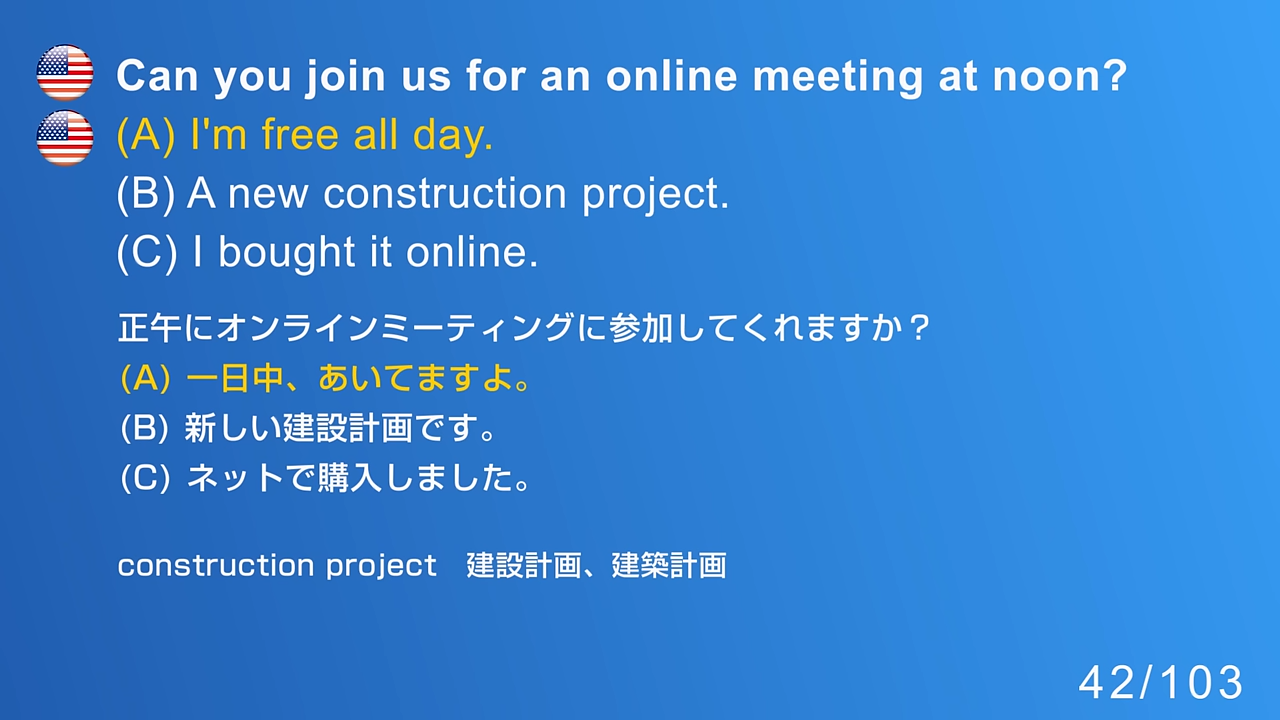 Can you join us for an online meeting at noon?
(A) I'm free all day.
(B) A new construction project.
(C) I bought it online.
正午にオンラインミーティングに参加してくれますか？
(A) 一日中、あいてますよ。
(B) 新しい建設計画です。
(C) ネットで購入しました。
construction project　建設計画、建築計画
42/103